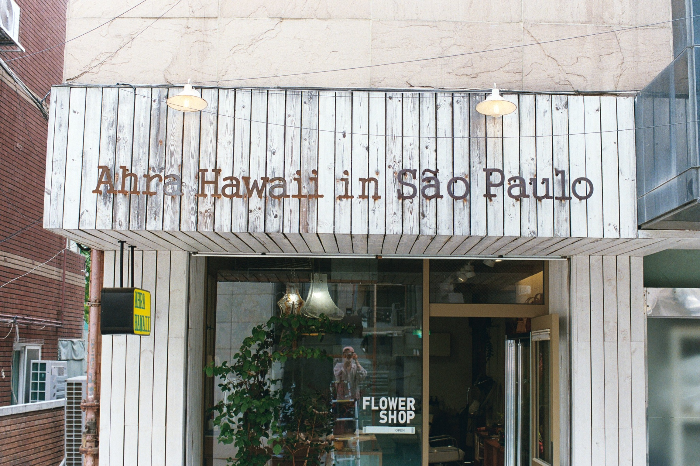 Ahra Hawaii in São Paulo
FLOWER
SHOP